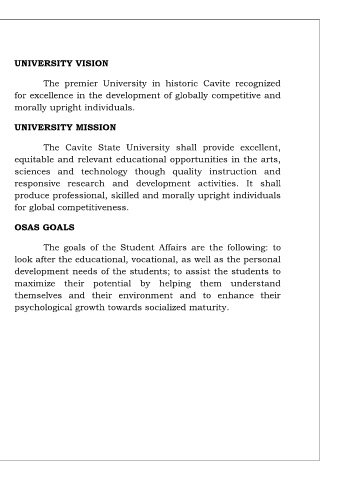 UNIVERSITY VISION
The premier University in historic Cavite recognized
for excellence in the development of globally competitive and
morally upright individuals.
UNIVERSITY MISSION
The Cavite State University shall provide excellent,
equitable and relevant educational opportunities in the arts,
sciences and technology though quality instruction and
responsive research and development activities. It shall
produce professional, skilled and morally upright individuals
for global competitiveness.
OSAS GOALS
The goals of the Student Affairs are the following: to
look after the educational, vocational, as well as the personal
development needs of the students; to assist the students to
maximize their potential by helping them understand
themselves and their environment and to enhance their
psychological growth towards socialized maturity.